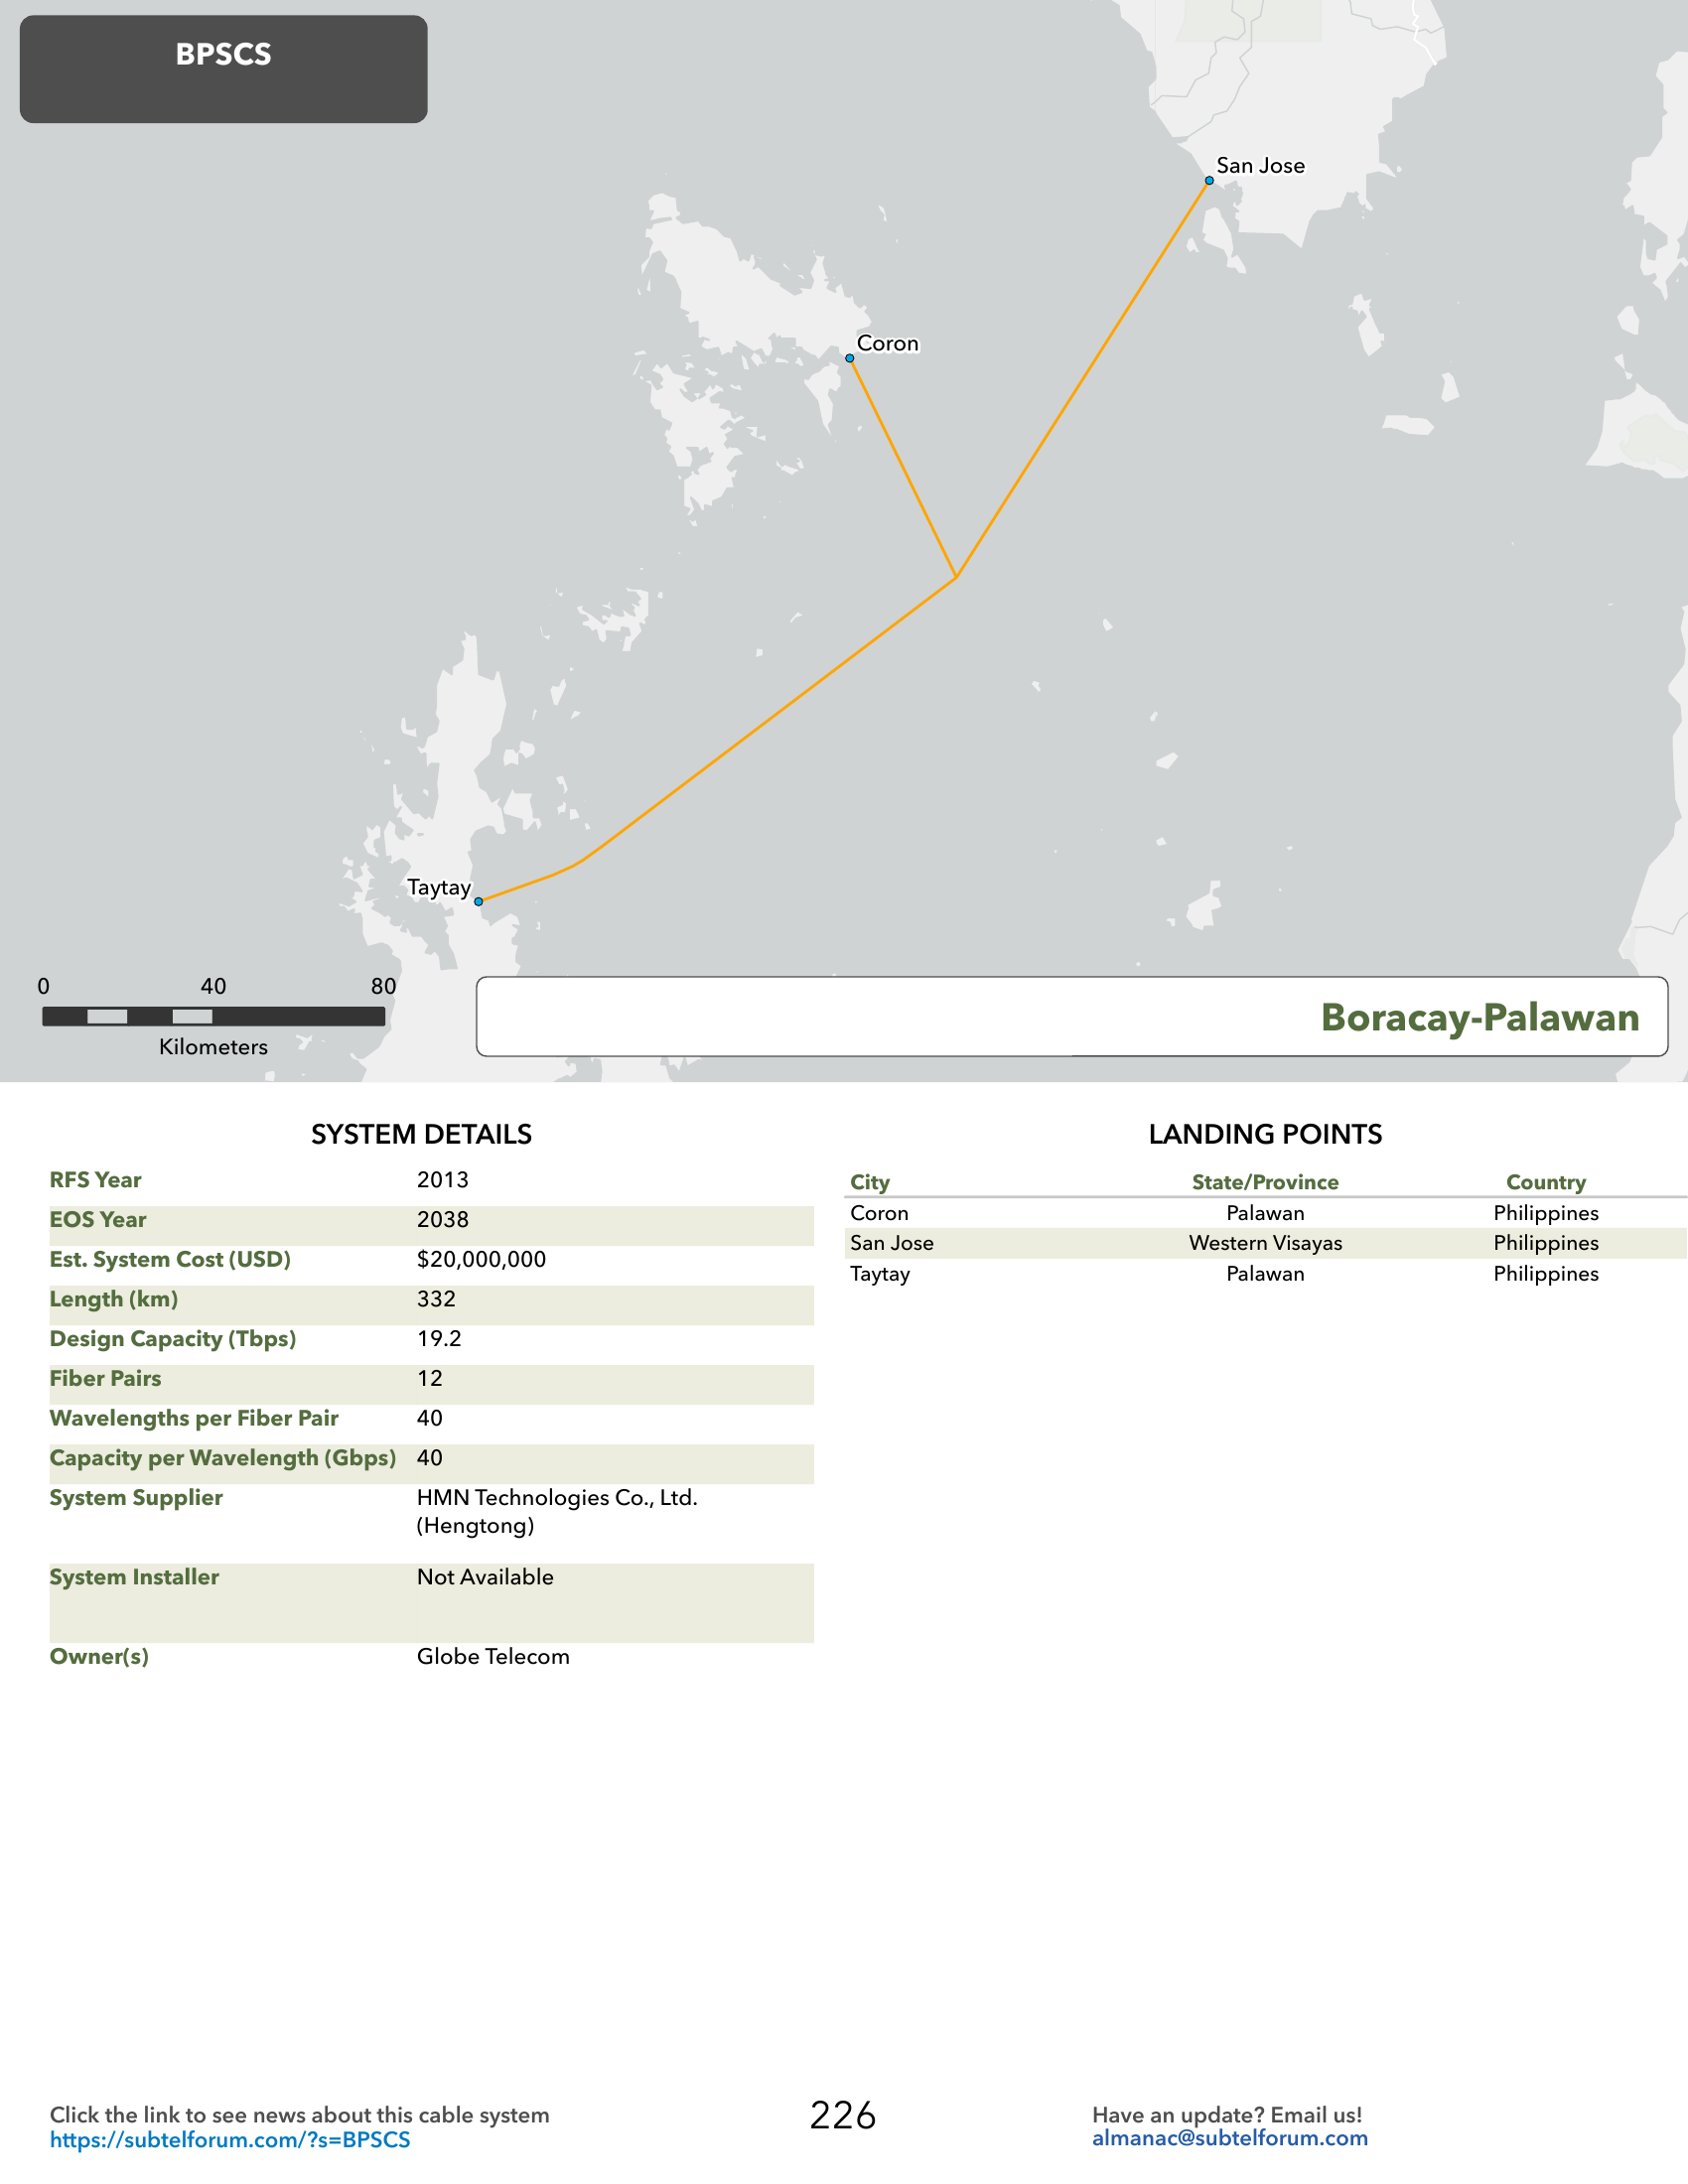 BPSCS
San Jose
Coron
Taytay
0 40 80
Kilometers
Boracay-Palawan
SYSTEM DETAILS
RFS Year 2013
EOS Year 2038
Est. System Cost (USD) $20,000,000
Length (km) 332
Design Capacity (Tbps) 19.2
Fiber Pairs 12
Wavelengths per Fiber Pair 40
Capacity per Wavelength (Gbps) 40
System Supplier HMN Technologies Co., Ltd.
(Hengtong)
System Installer Not Available
Owner(s) Globe Telecom
LANDING POINTS
City State/Province Country
Coron Palawan Philippines
San Jose Western Visayas Philippines
Taytay Palawan Philippines
Click the link to see news about this cable system
https://subtelforum.com/?s=BPSCS
226
Have an update? Email us!
almanac@subtelforum.com